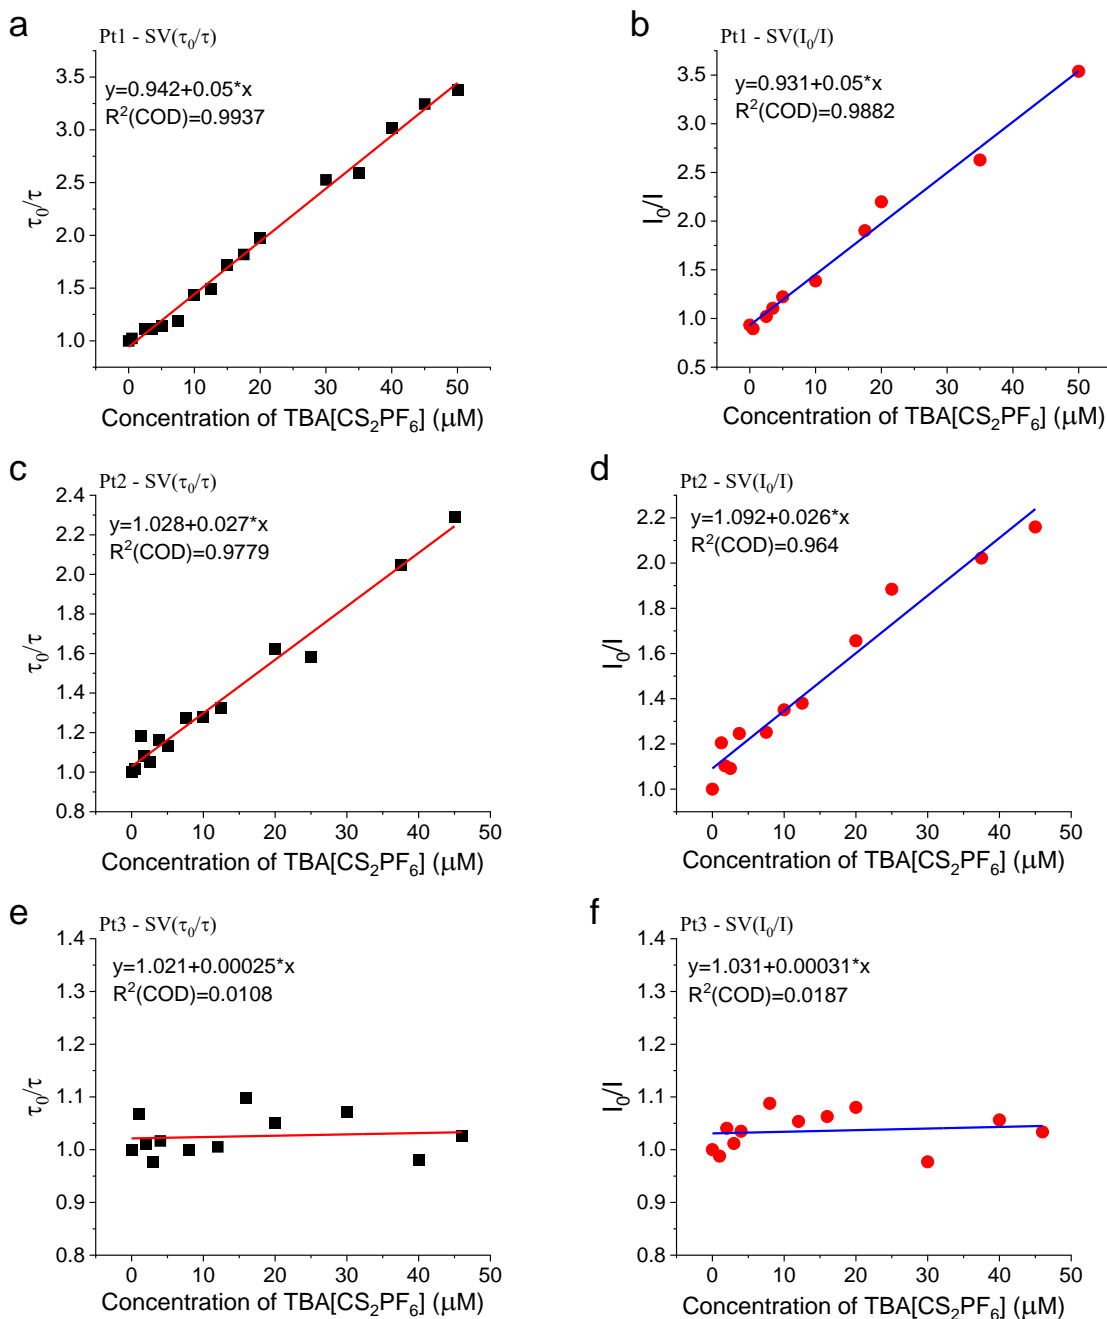 a
Pt1 - SV(τ₀/τ)
y=0.942+0.05*x
R²(COD)=0.9937
τ₀/τ
3.5
3.0
2.5
2.0
1.5
1.0
0 10 20 30 40 50
Concentration of TBA[CS₂PF₆] (μM)
b
Pt1 - SV(I₀/I)
y=0.931+0.05*x
R²(COD)=0.9882
I₀/I
3.5
3.0
2.5
2.0
1.5
1.0
0.5
0 10 20 30 40 50
Concentration of TBA[CS₂PF₆] (μM)
c
Pt2 - SV(τ₀/τ)
y=1.028+0.027*x
R²(COD)=0.9779
τ₀/τ
2.4
2.2
2.0
1.8
1.6
1.4
1.2
1.0
0.8
0 10 20 30 40 50
Concentration of TBA[CS₂PF₆] (μM)
d
Pt2 - SV(I₀/I)
y=1.092+0.026*x
R²(COD)=0.964
I₀/I
2.2
2.0
1.8
1.6
1.4
1.2
1.0
0 10 20 30 40 50
Concentration of TBA[CS₂PF₆] (μM)
e
Pt3 - SV(τ₀/τ)
y=1.021+0.00025*x
R²(COD)=0.0108
τ₀/τ
1.4
1.3
1.2
1.1
1.0
0.9
0.8
0 10 20 30 40 50
Concentration of TBA[CS₂PF₆] (μM)
f
Pt3 - SV(I₀/I)
y=1.031+0.00031*x
R²(COD)=0.0187
I₀/I
1.4
1.3
1.2
1.1
1.0
0.9
0.8
0 10 20 30 40 50
Concentration of TBA[CS₂PF₆] (μM)